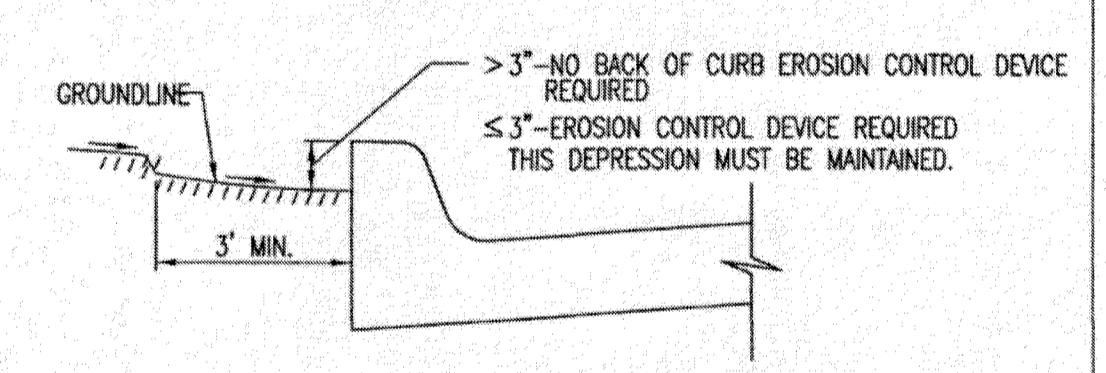 >3"-NO BACK OF CURB EROSION CONTROL DEVICE
REQUIRED
GROUNDLINE
≤3"-EROSION CONTROL DEVICE REQUIRED
THIS DEPRESSION MUST BE MAINTAINED.
3' MIN.